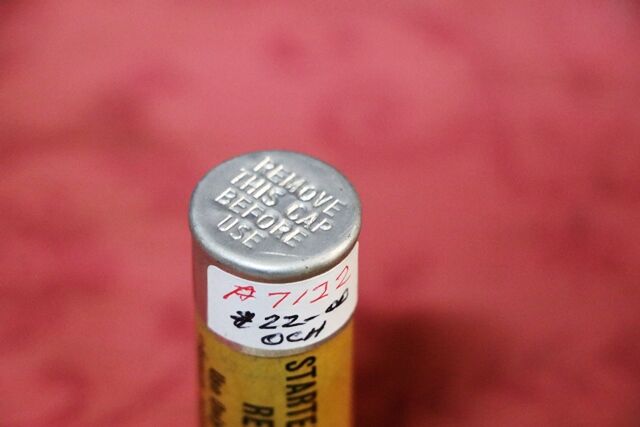 REMOVE
THIS CAP
BEFORE
USE
A7122
*22-00
OCH
STARTE
RE